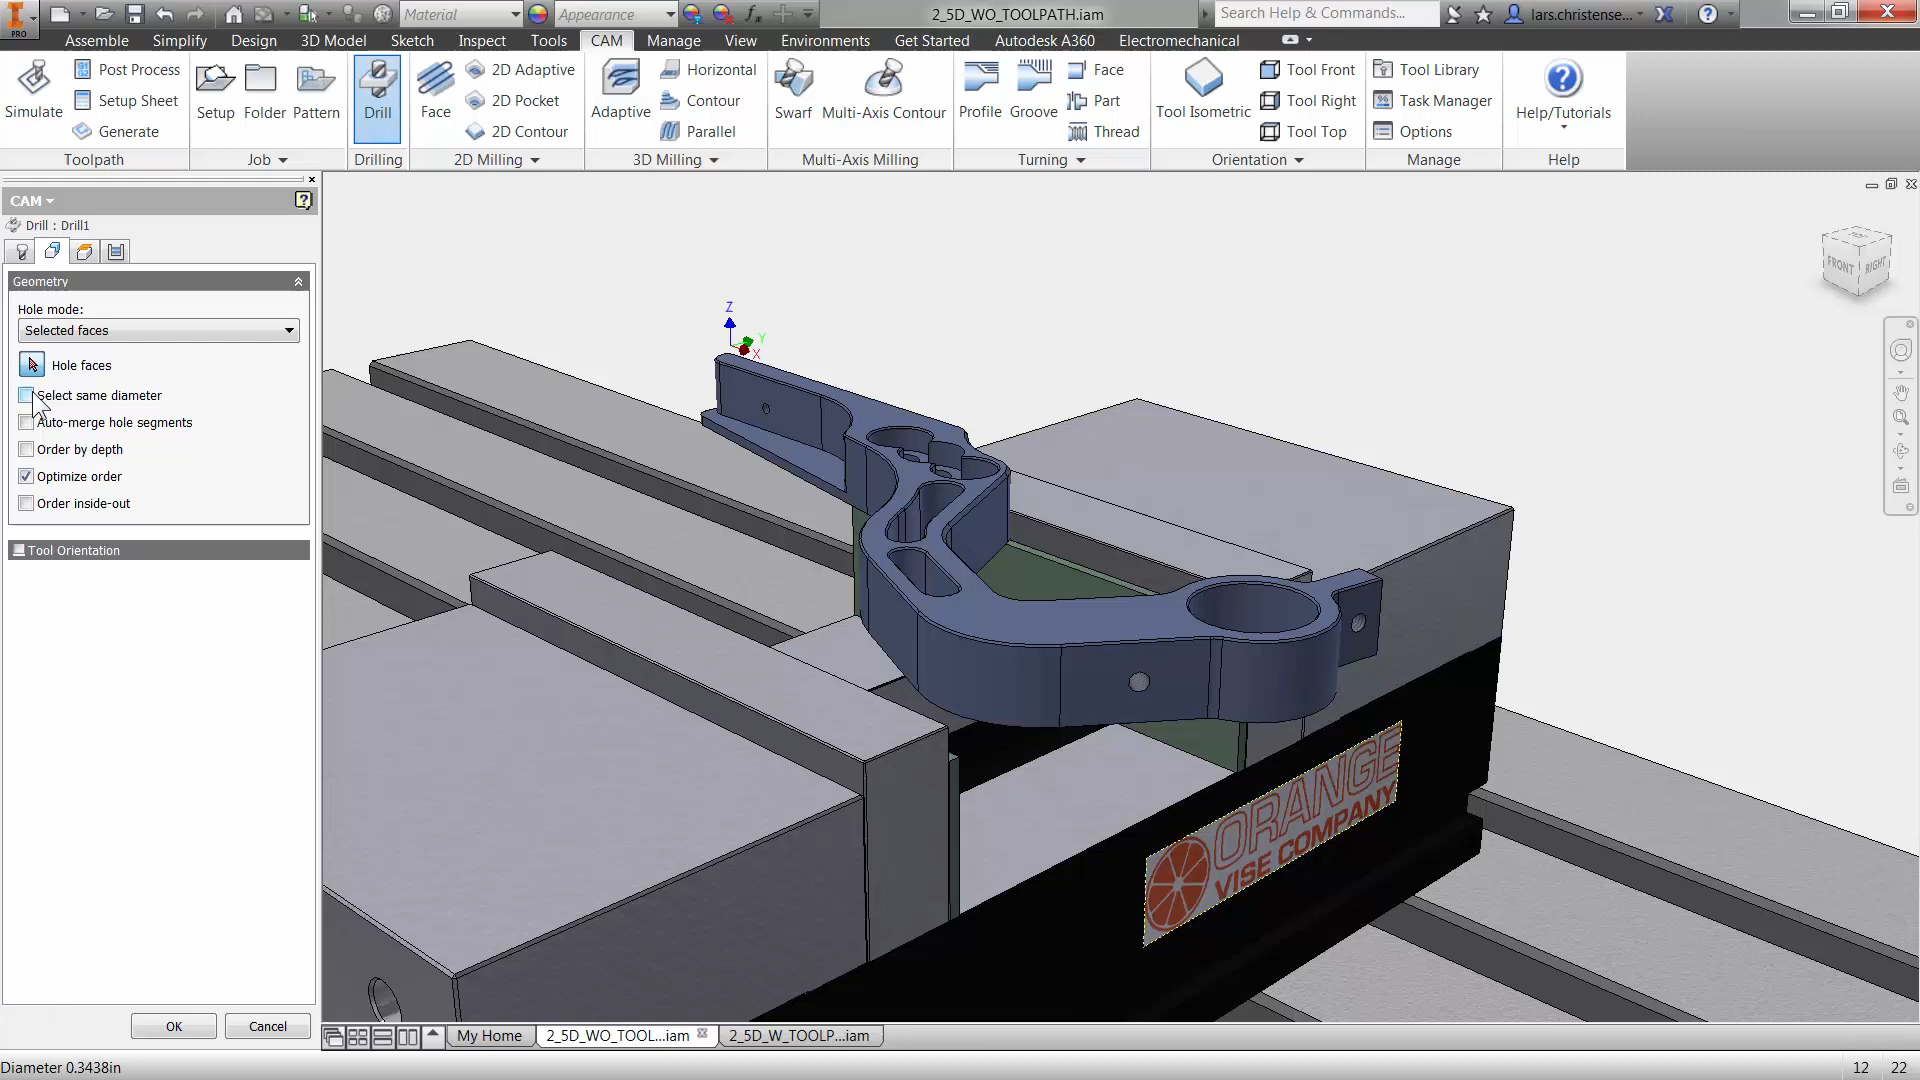 PRO
Material
Appearance
2_5D_WO_TOOLPATH.iam
Search Help & Commands...
lars.christense...
Assemble
Simplify
Design
3D Model
Sketch
Inspect
Tools
CAM
Manage
View
Environments
Get Started
Autodesk A360
Electromechanical
Simulate
Post Process
Setup Sheet
Generate
Toolpath
Setup
Folder
Pattern
Job
Drill
Drilling
Face
2D Adaptive
2D Pocket
2D Contour
2D Milling
Adaptive
Horizontal
Contour
Parallel
3D Milling
Swarf
Multi-Axis Contour
Multi-Axis Milling
Profile
Groove
Face
Part
Thread
Turning
Tool Isometric
Tool Front
Tool Right
Tool Top
Orientation
Tool Library
Task Manager
Options
Manage
Help/Tutorials
Help
CAM
Drill : Drill1
Geometry
Hole mode:
Selected faces
Hole faces
Select same diameter
Auto-merge hole segments
Order by depth
Optimize order
Order inside-out
Tool Orientation
OK
Cancel
Z
Y
X
FRONT
RIGHT
ORANGE
VISE COMPANY
My Home
2_5D_WO_TOOL...iam
2_5D_W_TOOLP...iam
Diameter 0.3438in
12
22